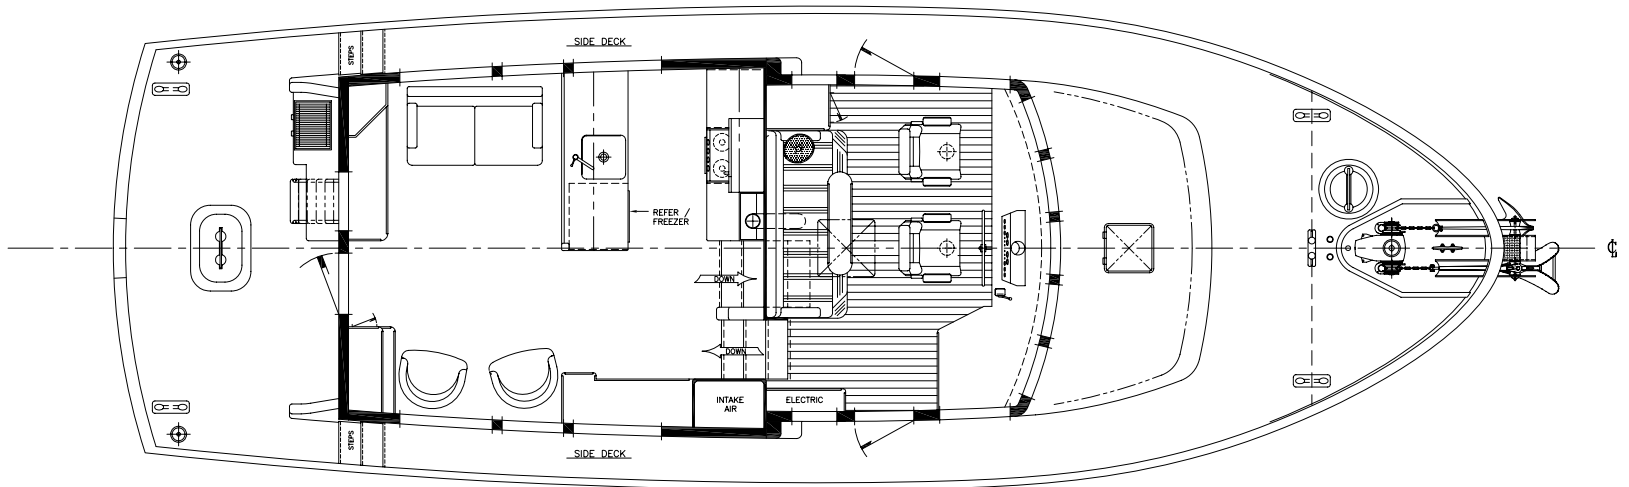 SIDE DECK
STEPS
REFER /
FREEZER
DOWN
DOWN
INTAKE
AIR
ELECTRIC
STEPS
SIDE DECK